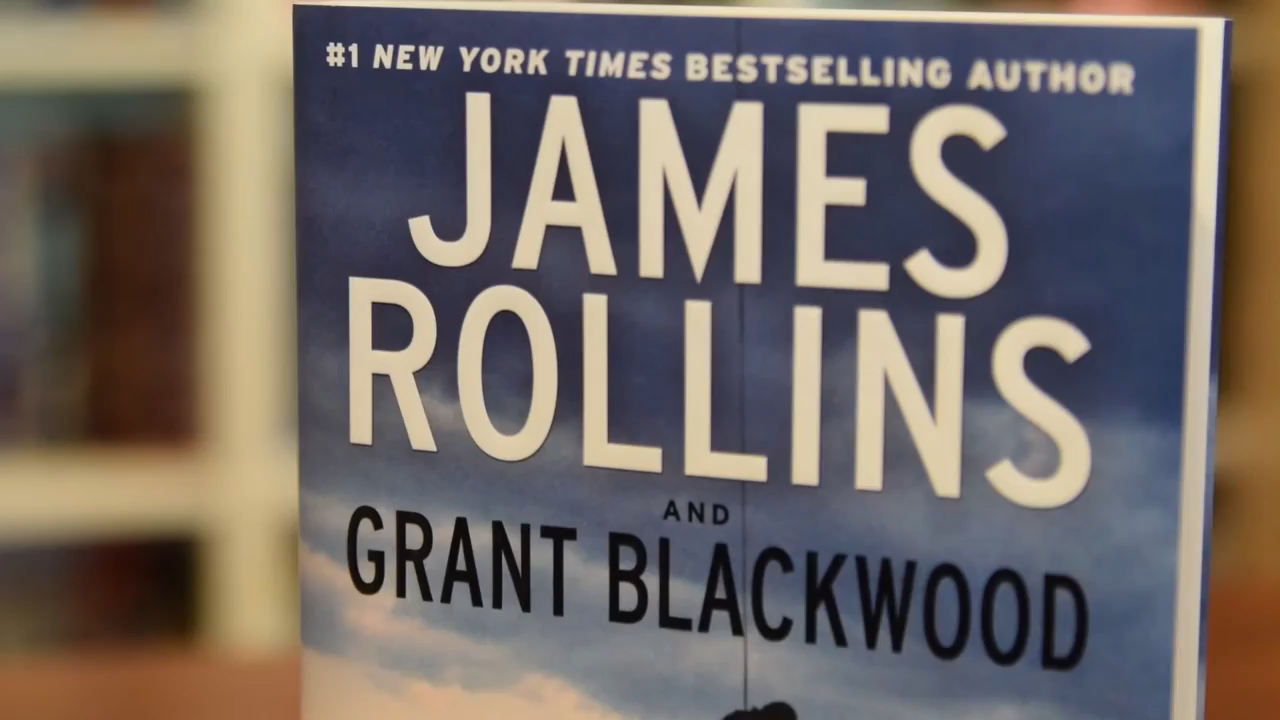 #1 NEW YORK TIMES BESTSELLING AUTHOR
JAMES
ROLLINS
AND
GRANT BLACKWOOD